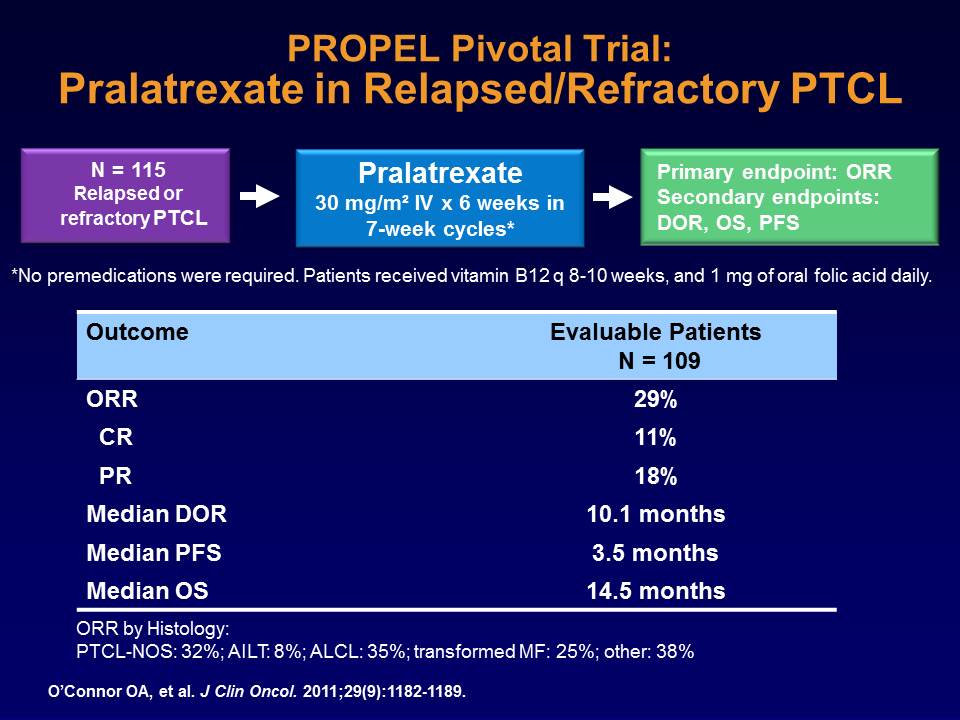 PROPEL Pivotal Trial:
Pralatrexate in Relapsed/Refractory PTCL
N = 115
Relapsed or
refractory PTCL
Pralatrexate
30 mg/m² IV x 6 weeks in
7-week cycles*
Primary endpoint: ORR
Secondary endpoints:
DOR, OS, PFS
*No premedications were required. Patients received vitamin B12 q 8-10 weeks, and 1 mg of oral folic acid daily.
Outcome Evaluable Patients
N = 109
ORR 29%
CR 11%
PR 18%
Median DOR 10.1 months
Median PFS 3.5 months
Median OS 14.5 months
ORR by Histology:
PTCL-NOS: 32%; AILT: 8%; ALCL: 35%; transformed MF: 25%; other: 38%
O’Connor OA, et al. J Clin Oncol. 2011;29(9):1182-1189.